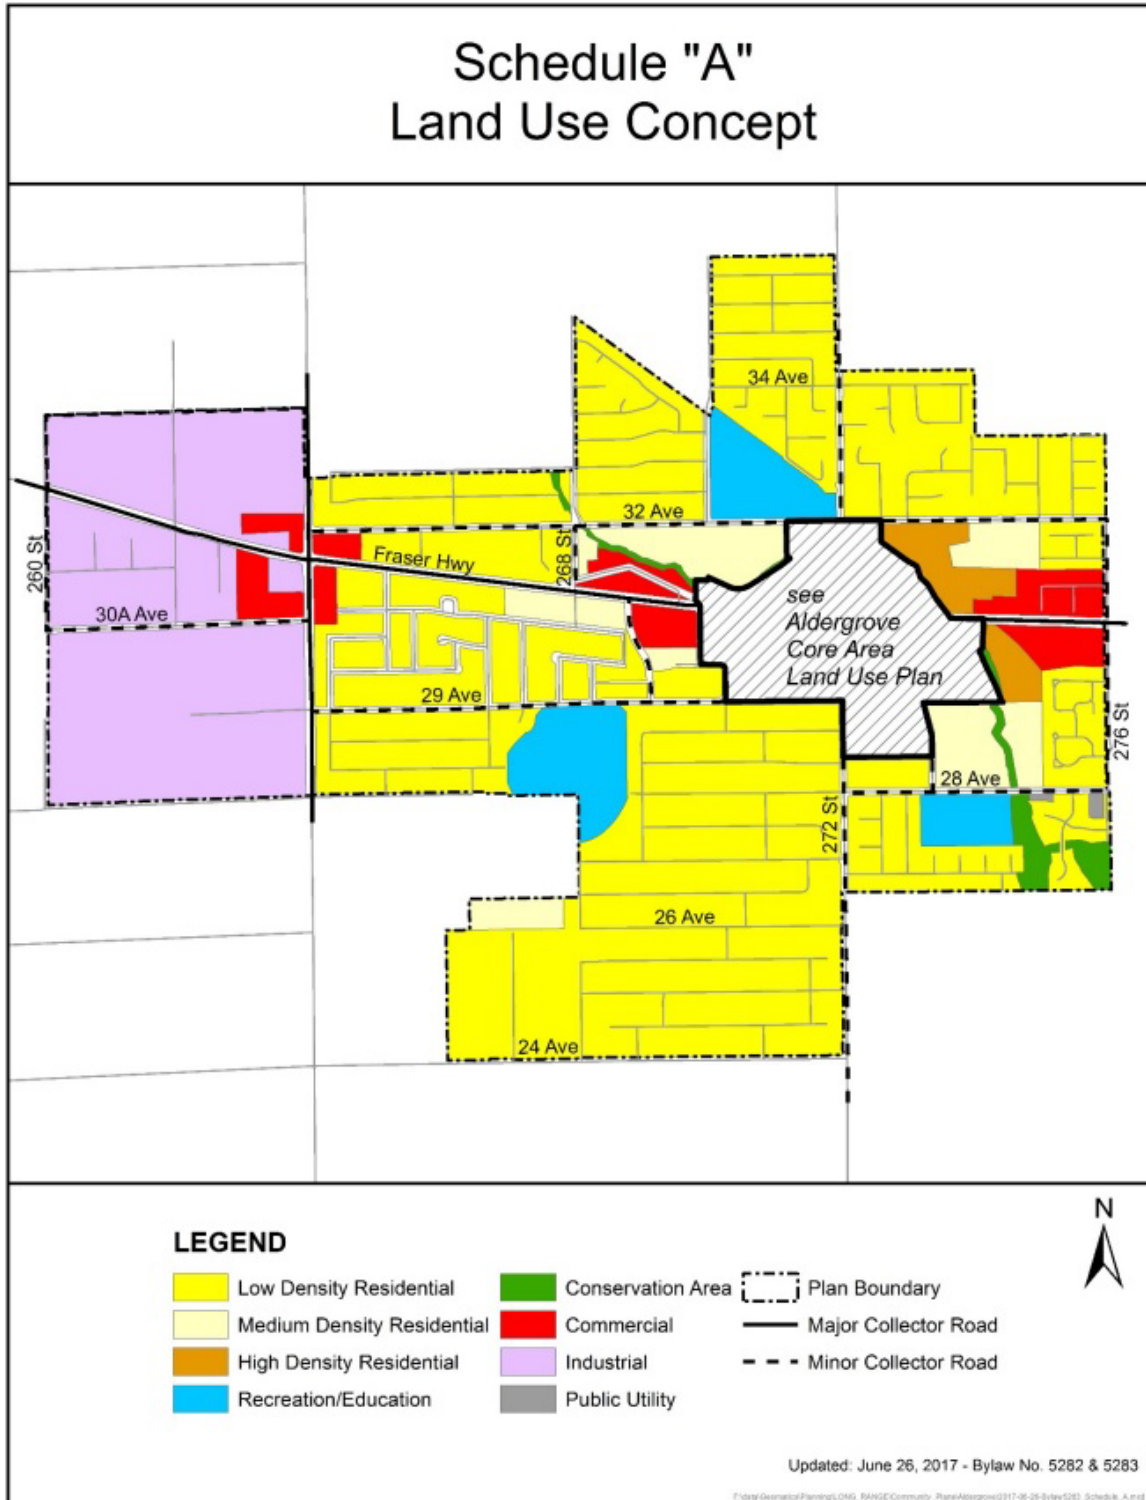 Schedule "A"
Land Use Concept
34 Ave
32 Ave
268 St
Fraser Hwy
260 St
30A Ave
see
Aldergrove
Core Area
Land Use Plan
29 Ave
276 St
28 Ave
272 St
26 Ave
24 Ave
N
LEGEND
Low Density Residential
Medium Density Residential
High Density Residential
Recreation/Education
Conservation Area
Commercial
Industrial
Public Utility
Plan Boundary
Major Collector Road
Minor Collector Road
Updated: June 26, 2017 - Bylaw No. 5282 & 5283